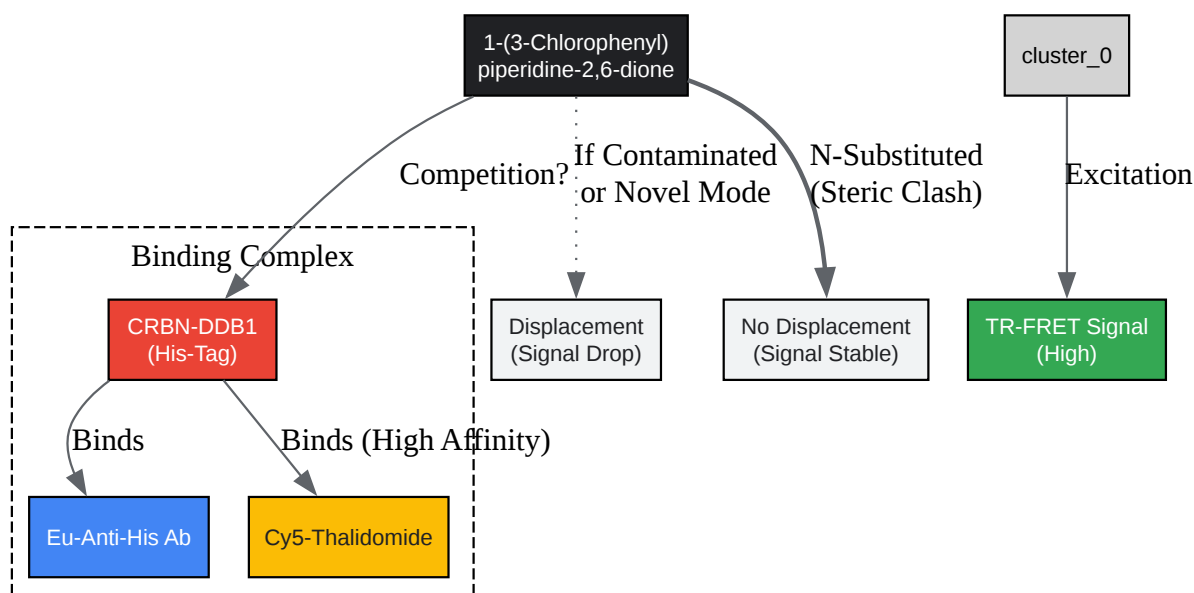 1-(3-Chlorophenyl)
piperidine-2,6-dione
cluster_0
Competition?
If Contaminated
or Novel Mode
N-Substituted
(Steric Clash)
Excitation
Binding Complex
CRBN-DDB1
(His-Tag)
Displacement
(Signal Drop)
No Displacement
(Signal Stable)
TR-FRET Signal
(High)
Binds
Binds (High Affinity)
Eu-Anti-His Ab
Cy5-Thalidomide